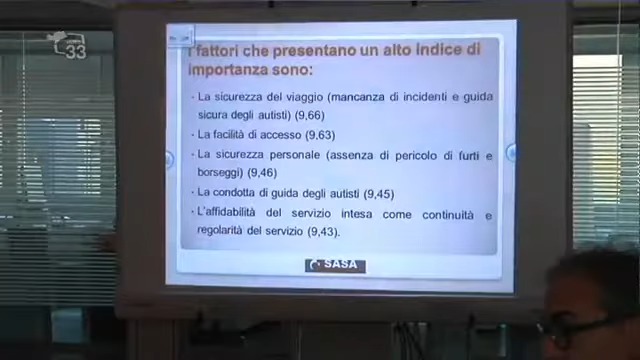 33
I fattori che presentano un alto indice di
importanza sono:
· La sicurezza del viaggio (mancanza di incidenti e guida
sicura degli autisti) (9,66)
· La facilità di accesso (9,63)
· La sicurezza personale (assenza di pericolo di furti e
borseggi) (9,46)
· La condotta di guida degli autisti (9,45)
· L'affidabilità del servizio intesa come continuità e
regolarità del servizio (9,43).
SASA